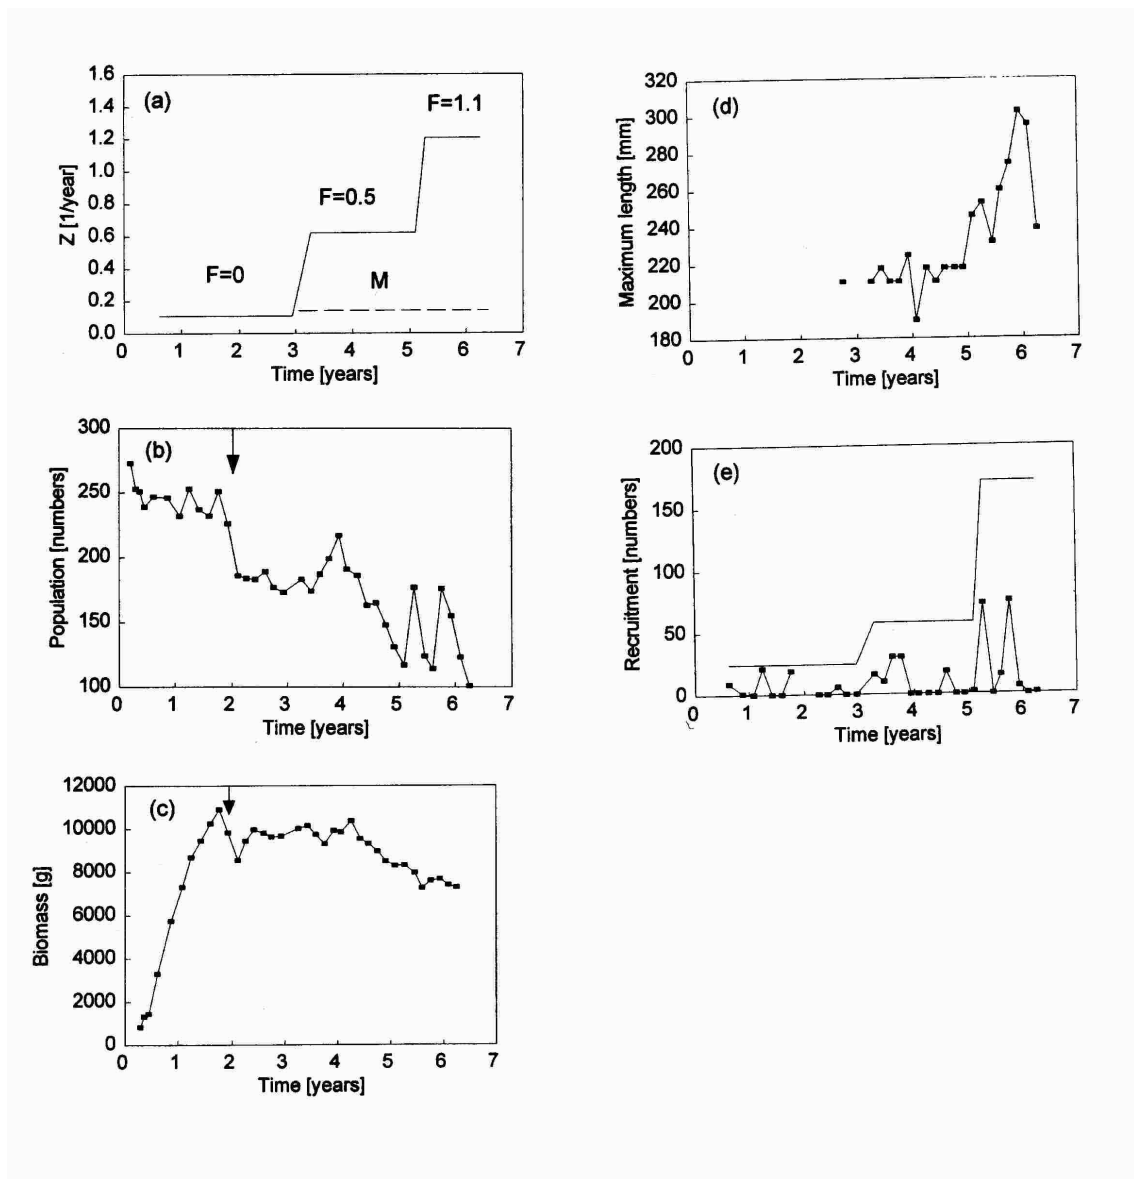 (a)
Z [1/year]
1.6
1.4
1.2
1.0
0.8
0.6
0.4
0.2
0.0
F=0
F=0.5
F=1.1
M
0 1 2 3 4 5 6 7
Time [years]
(b)
Population [numbers]
300
250
200
150
100
0 1 2 3 4 5 6 7
Time [years]
(c)
Biomass [g]
12000
10000
8000
6000
4000
2000
0
0 1 2 3 4 5 6 7
Time [years]
(d)
Maximum length [mm]
320
300
280
260
240
220
200
180
0 1 2 3 4 5 6 7
Time [years]
(e)
Recruitment [numbers]
200
150
100
50
0
0 1 2 3 4 5 6 7
Time [years]